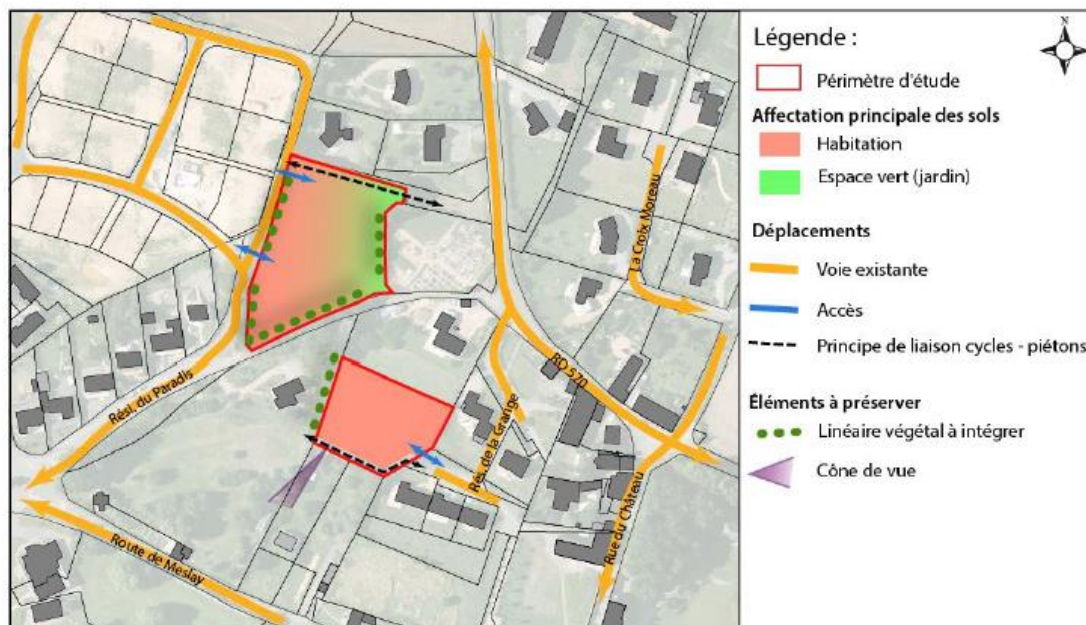 N
Légende :
Périmètre d'étude
Affectation principale des sols
Habitation
Espace vert (jardin)
Déplacements
Voie existante
Accès
Principe de liaison cycles - piétons
Éléments à préserver
Linéaire végétal à intégrer
Cône de vue
La Croix Moreau
RD 570
Rési. du Paradis
Rés. de la Grange
Rue du Château
Route de Meslay